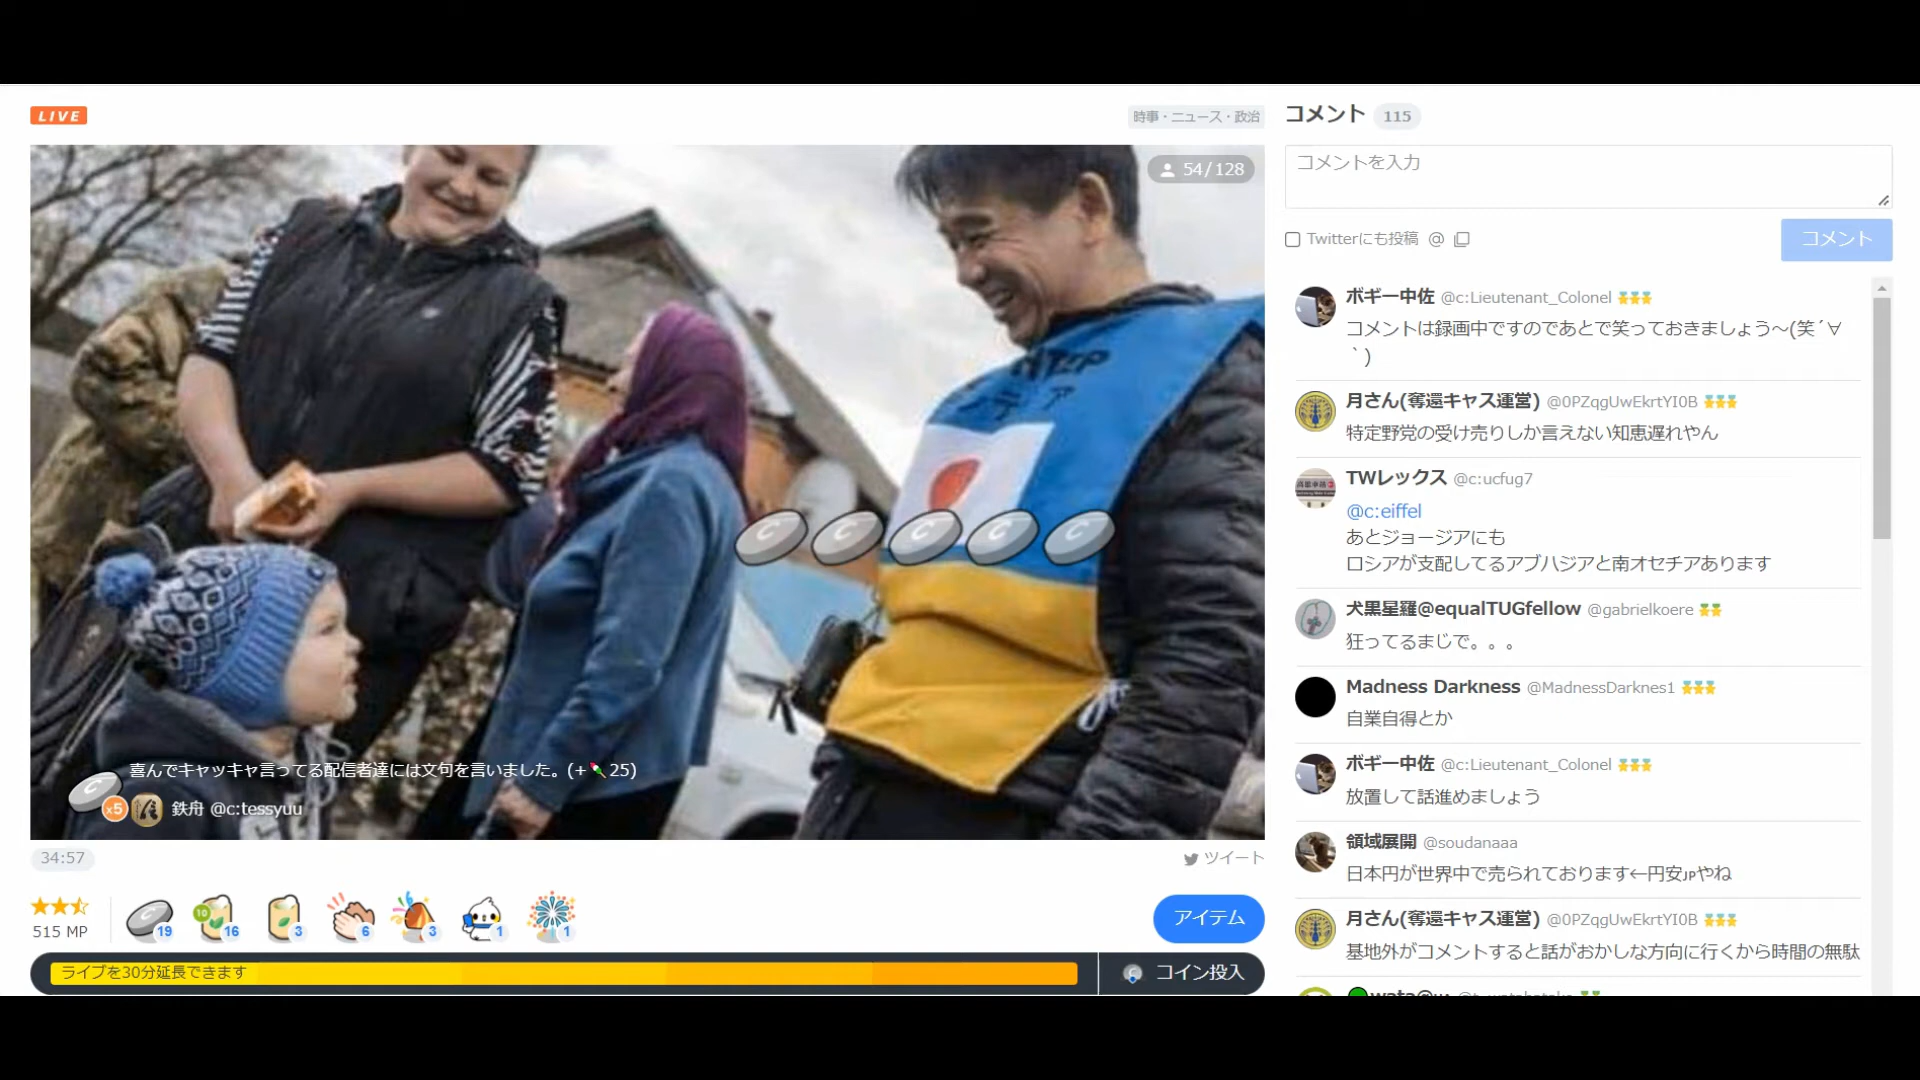 LIVE
時事・ニュース・政治
54/128
喜んでキャッキャ言ってる配信者達には文句を言いました。(+25)
x5 鉄舟 @c:tessyuu
34:57
ツイート
515 MP
19
10
16
3
6
3
1
1
アイテム
ライブを30分延長できます
コイン投入
コメント 115
コメントを入力
Twitterにも投稿 @
コメント
ボギー中佐 @c:Lieutenant_Colonel
コメントは録画中ですのであとで笑っておきましょう～(笑´∀
｀)
月さん(奪還キャス運営) @0PZqgUwEkrtYI0B
特定野党の受け売りしか言えない知恵遅れやん
TWレックス @c:ucfug7
@c:eiffel
あとジョージアにも
ロシアが支配してるアブハジアと南オセチアあります
犬黒星羅@equalTUGfellow @gabrielkoere
狂ってるまじで。。。
Madness Darkness @MadnessDarknes1
自業自得とか
ボギー中佐 @c:Lieutenant_Colonel
放置して話進めましょう
領域展開 @soudanaaa
日本円が世界中で売られております←円安JPやね
月さん(奪還キャス運営) @0PZqgUwEkrtYI0B
基地外がコメントすると話がおかしな方向に行くから時間の無駄